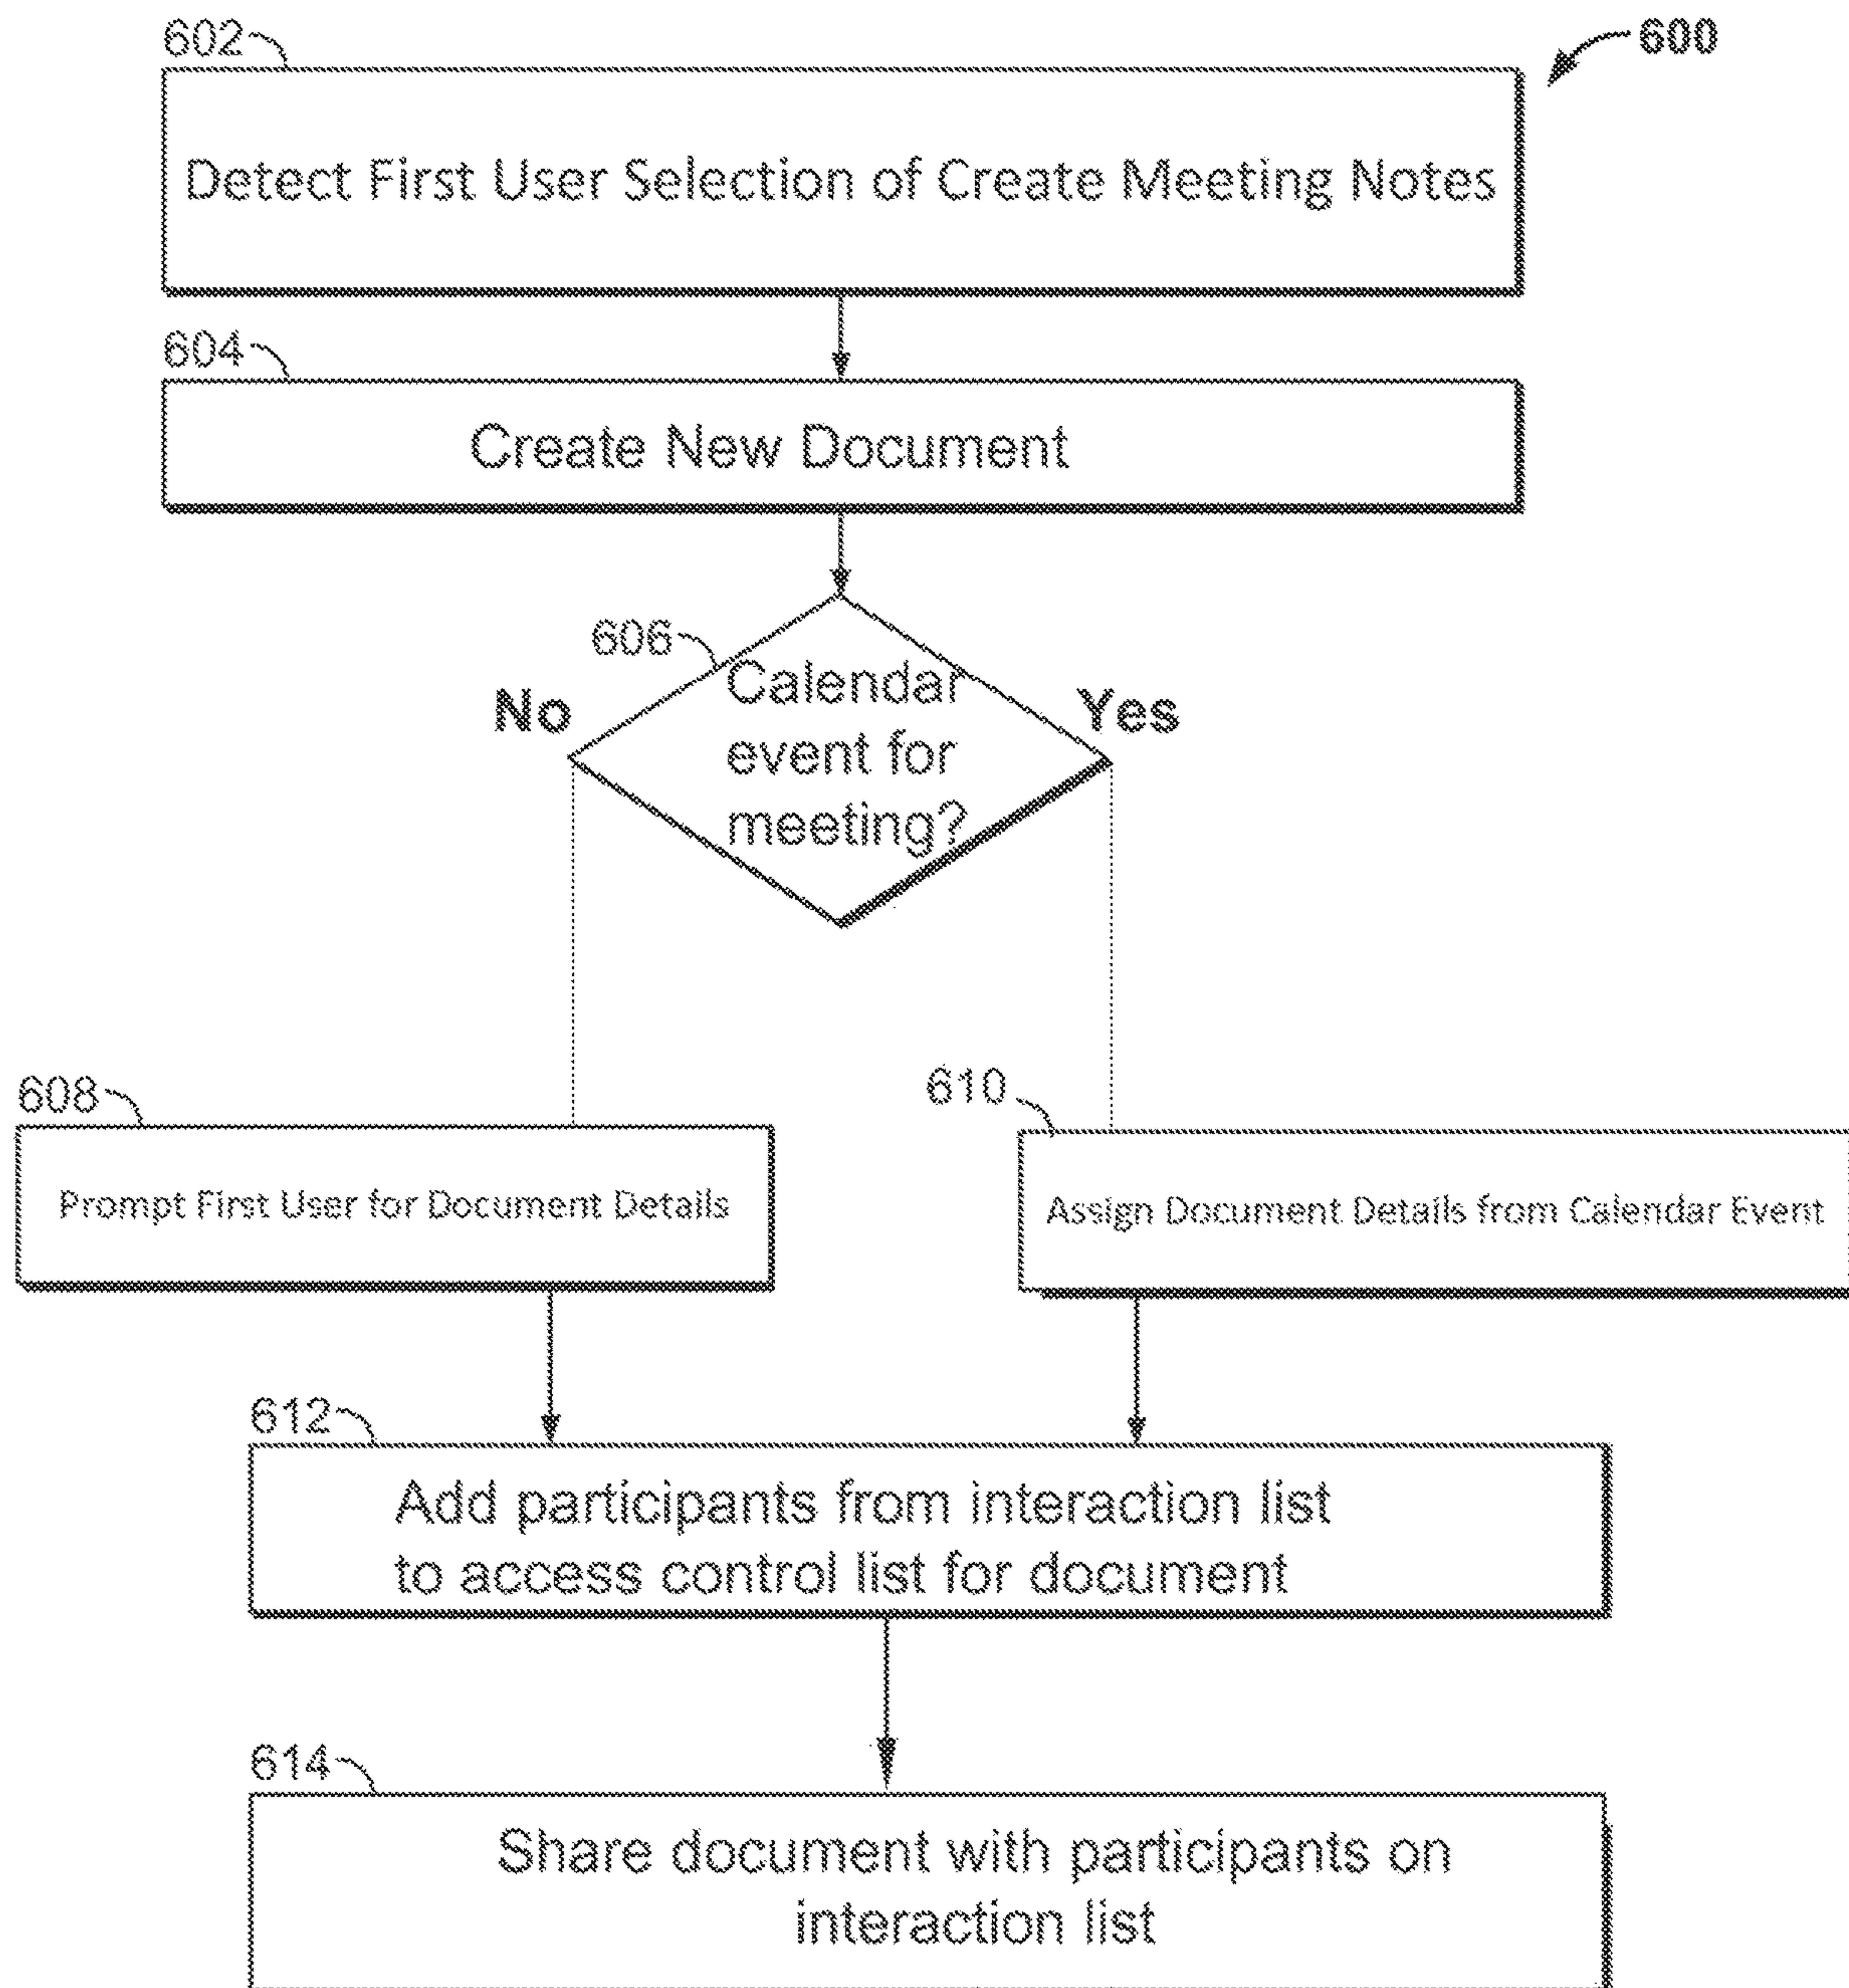 602
600
Detect First User Selection of Create Meeting Notes
604
Create New Document
606
No
Yes
Calendar
event for
meeting?
608
610
Prompt First User for Document Details
Assign Document Details from Calendar Event
612
Add participants from interaction list
to access control list for document
614
Share document with participants on
interaction list